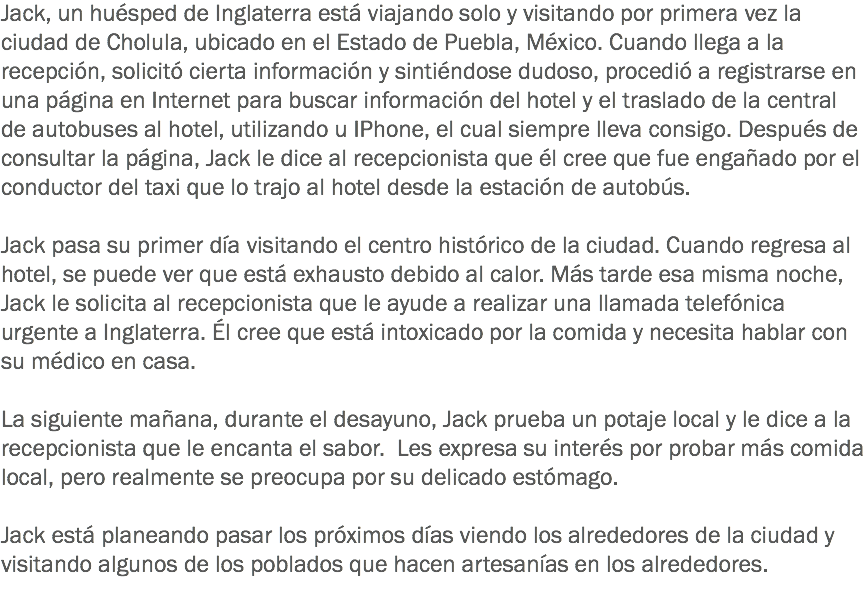 Jack, un huésped de Inglaterra está viajando solo y visitando por primera vez la
ciudad de Cholula, ubicado en el Estado de Puebla, México. Cuando llega a la
recepción, solicitó cierta información y sintiéndose dudoso, procedió a registrarse en
una página en Internet para buscar información del hotel y el traslado de la central
de autobuses al hotel, utilizando u IPhone, el cual siempre lleva consigo. Después de
consultar la página, Jack le dice al recepcionista que él cree que fue engañado por el
conductor del taxi que lo trajo al hotel desde la estación de autobús.

Jack pasa su primer día visitando el centro histórico de la ciudad. Cuando regresa al
hotel, se puede ver que está exhausto debido al calor. Más tarde esa misma noche,
Jack le solicita al recepcionista que le ayude a realizar una llamada telefónica
urgente a Inglaterra. Él cree que está intoxicado por la comida y necesita hablar con
su médico en casa.

La siguiente mañana, durante el desayuno, Jack prueba un potaje local y le dice a la
recepcionista que le encanta el sabor.  Les expresa su interés por probar más comida
local, pero realmente se preocupa por su delicado estómago.

Jack está planeando pasar los próximos días viendo los alrededores de la ciudad y
visitando algunos de los poblados que hacen artesanías en los alrededores.